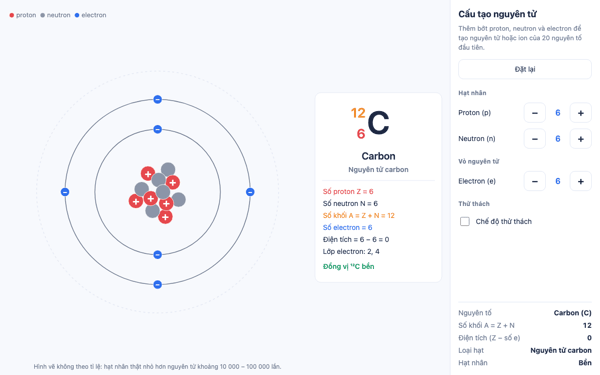 proton neutron electron
12
6
C
Carbon
Nguyên tử carbon
Số proton Z = 6
Số neutron N = 6
Số khối A = Z + N = 12
Số electron = 6
Điện tích = 6 − 6 = 0
Lớp electron: 2, 4
Đồng vị ¹²C bền
Hình vẽ không theo tỉ lệ: hạt nhân thật nhỏ hơn nguyên tử khoảng 10 000 – 100 000 lần.
Cấu tạo nguyên tử
Thêm bớt proton, neutron và electron để
tạo nguyên tử hoặc ion của 20 nguyên tố
đầu tiên.
Đặt lại
Hạt nhân
Proton (p) − 6 +
Neutron (n) − 6 +
Vỏ nguyên tử
Electron (e) − 6 +
Thử thách
Chế độ thử thách
Nguyên tố Carbon (C)
Số khối A = Z + N 12
Điện tích (Z − số e) 0
Loại hạt Nguyên tử carbon
Hạt nhân Bền